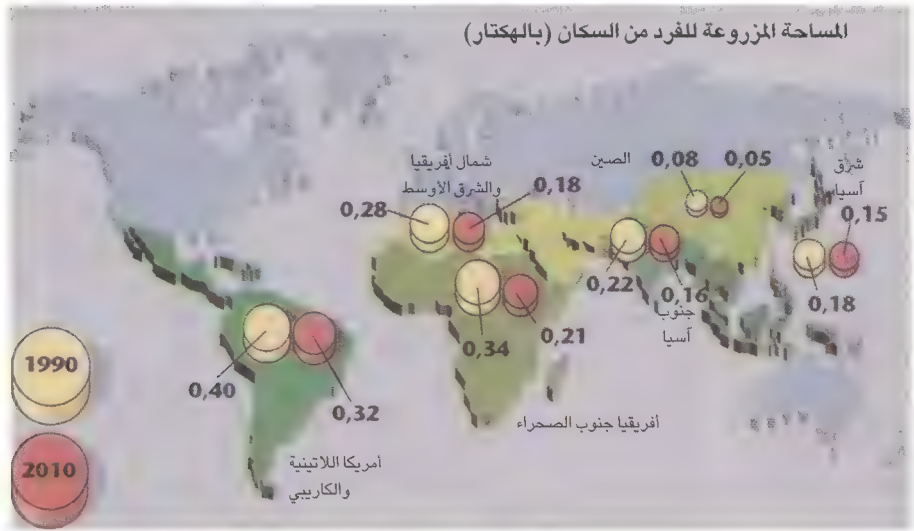 المساحة المزروعة للفرد من السكان (بالهكتار)
شرق
آسيا
0,15
0,18
الصين
0,08
0,05
شمال أفريقيا
والشرق الأوسط
0,28
0,18
0,22
0,16
جنوب
آسيا
0,34
0,21
أفريقيا جنوب الصحراء
0,40
0,32
أمريكا اللاتينية
والكاريبي
1990
2010